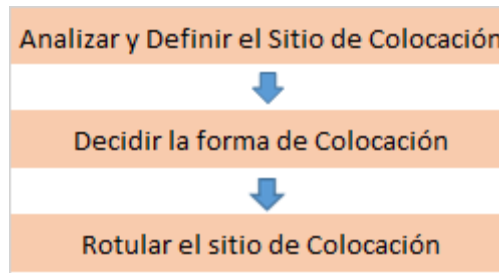 Analizar y Definir el Sitio de Colocación
Decidir la forma de Colocación
Rotular el sitio de Colocación